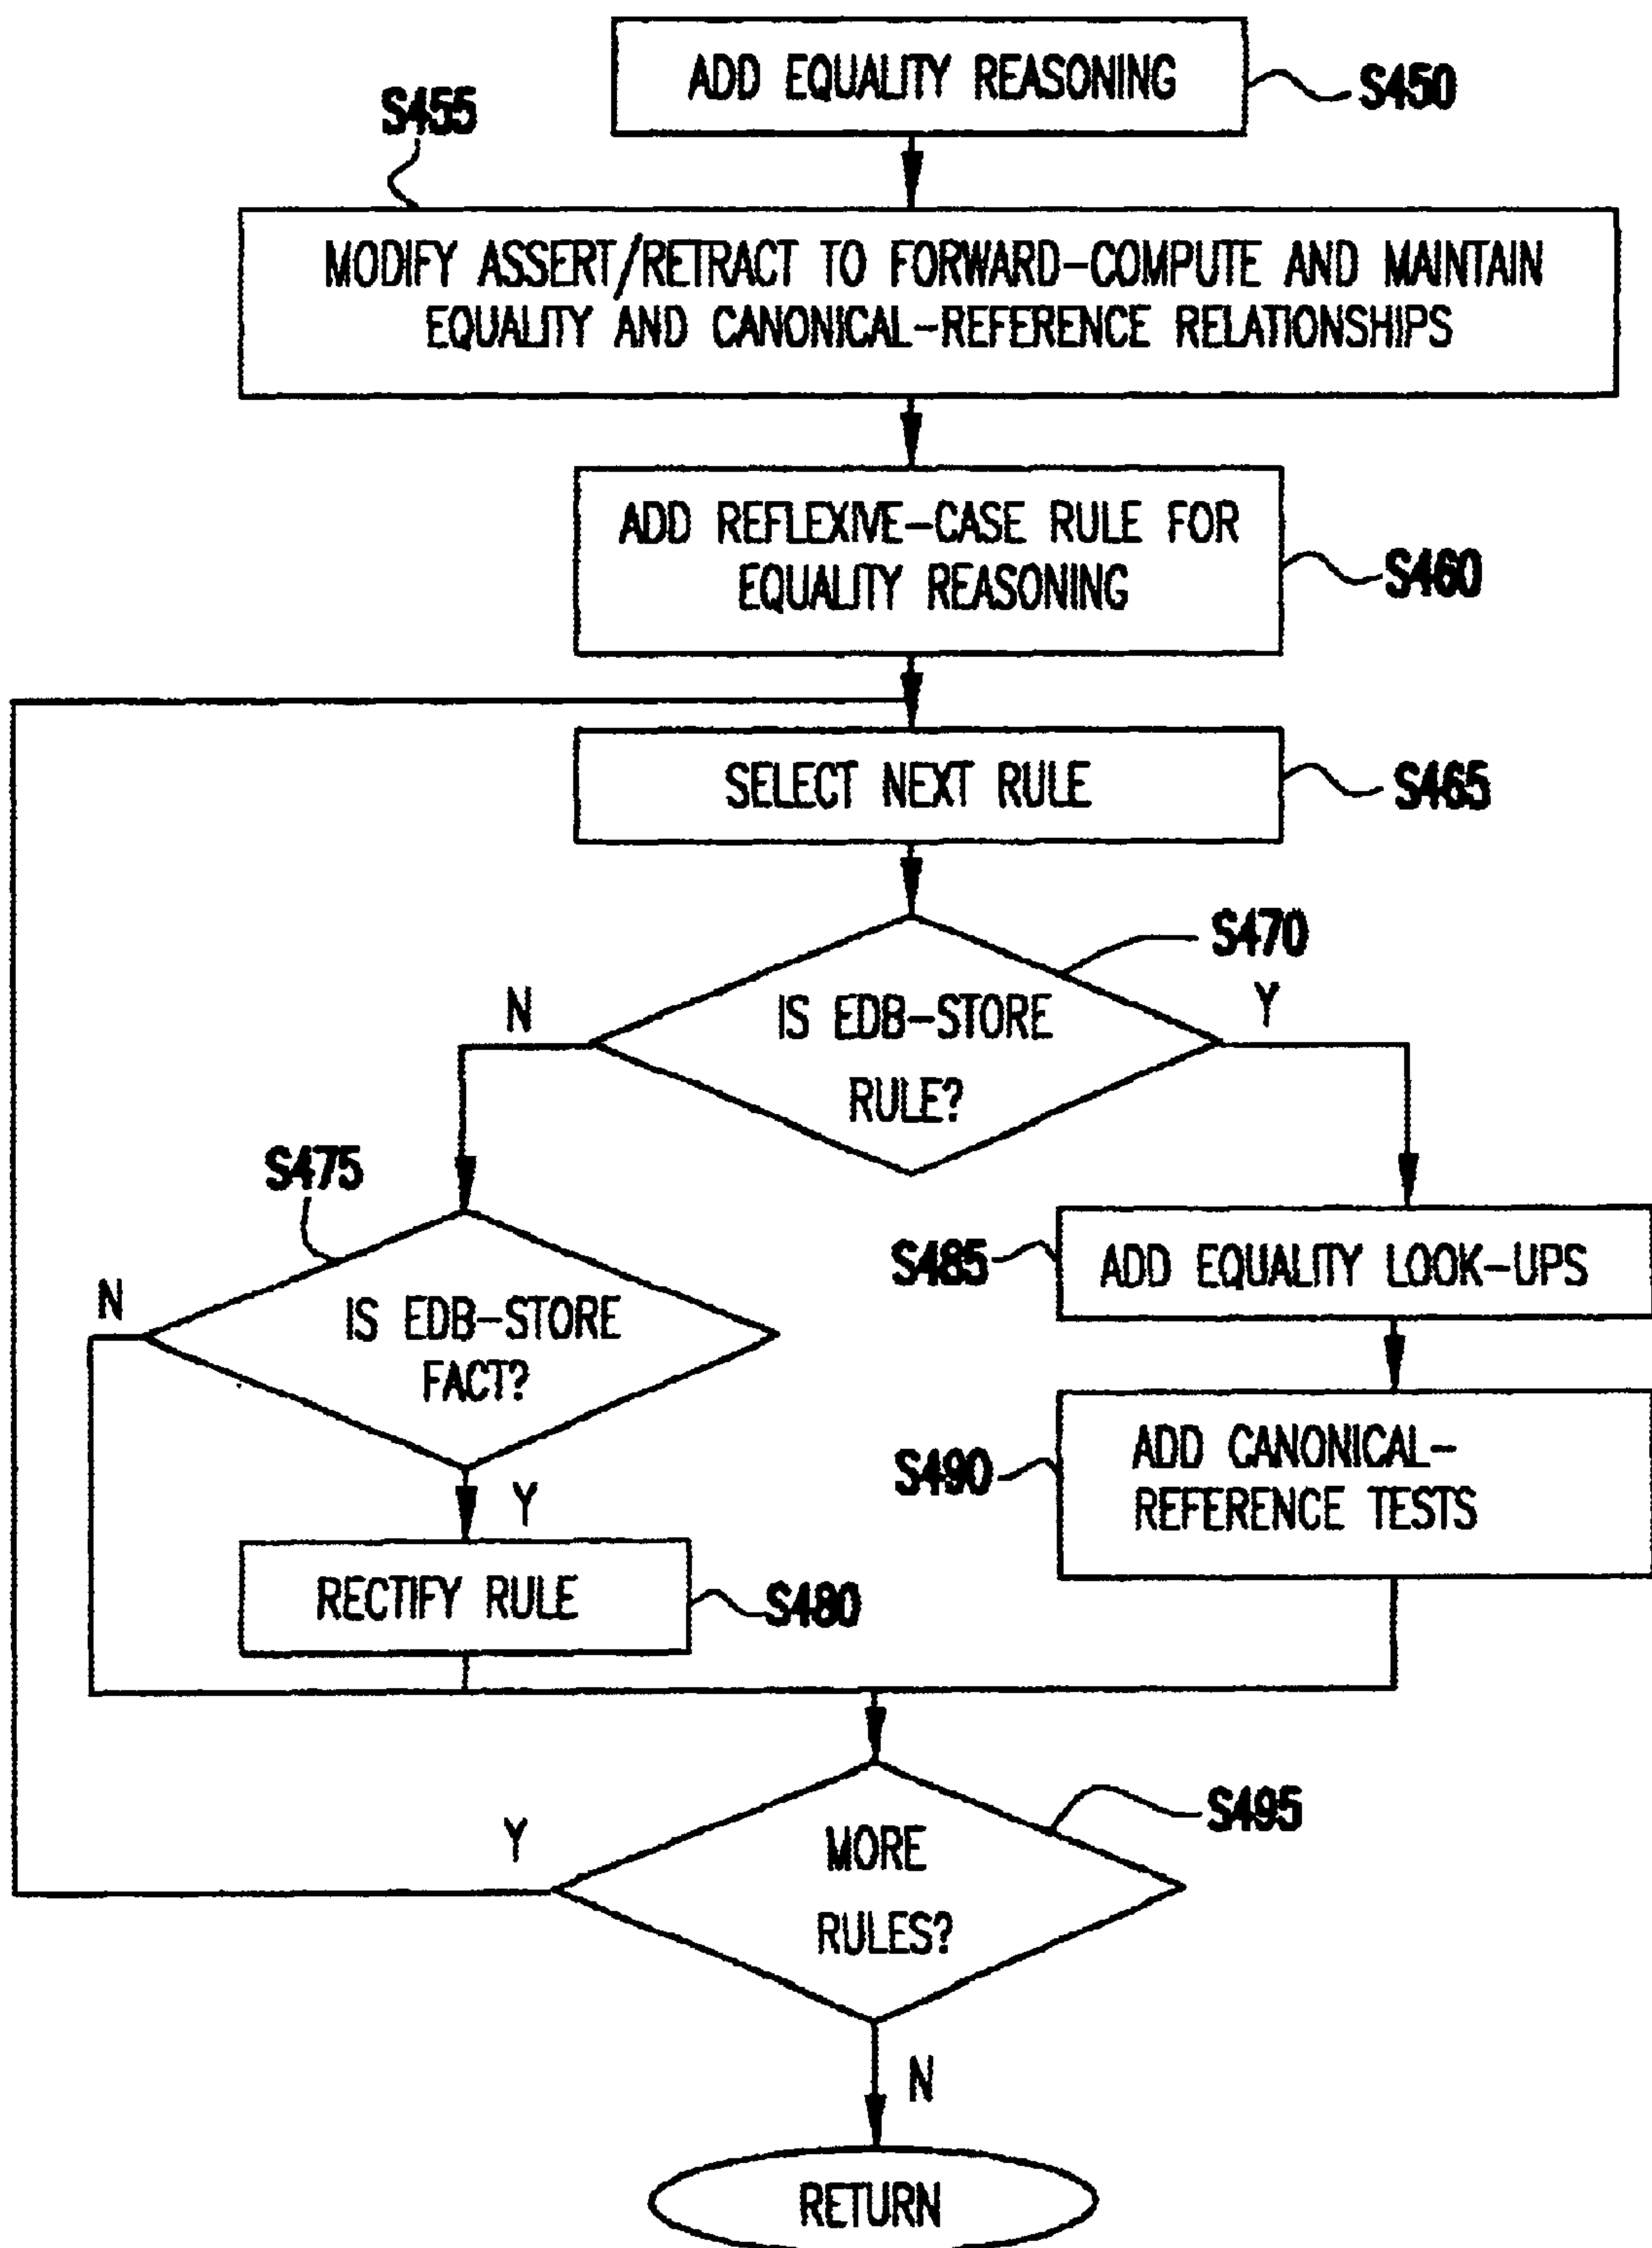 ADD EQUALITY REASONING
S450
S455
MODIFY ASSERT/RETRACT TO FORWARD-COMPUTE AND MAINTAIN
EQUALITY AND CANONICAL-REFERENCE RELATIONSHIPS
ADD REFLEXIVE-CASE RULE FOR
EQUALITY REASONING
S460
SELECT NEXT RULE
S465
S470
N
IS EDB-STORE
RULE?
Y
S475
N
IS EDB-STORE
FACT?
Y
S485
ADD EQUALITY LOOK-UPS
S490
ADD CANONICAL-
REFERENCE TESTS
RECTIFY RULE
S480
S495
Y
MORE
RULES?
N
RETURN